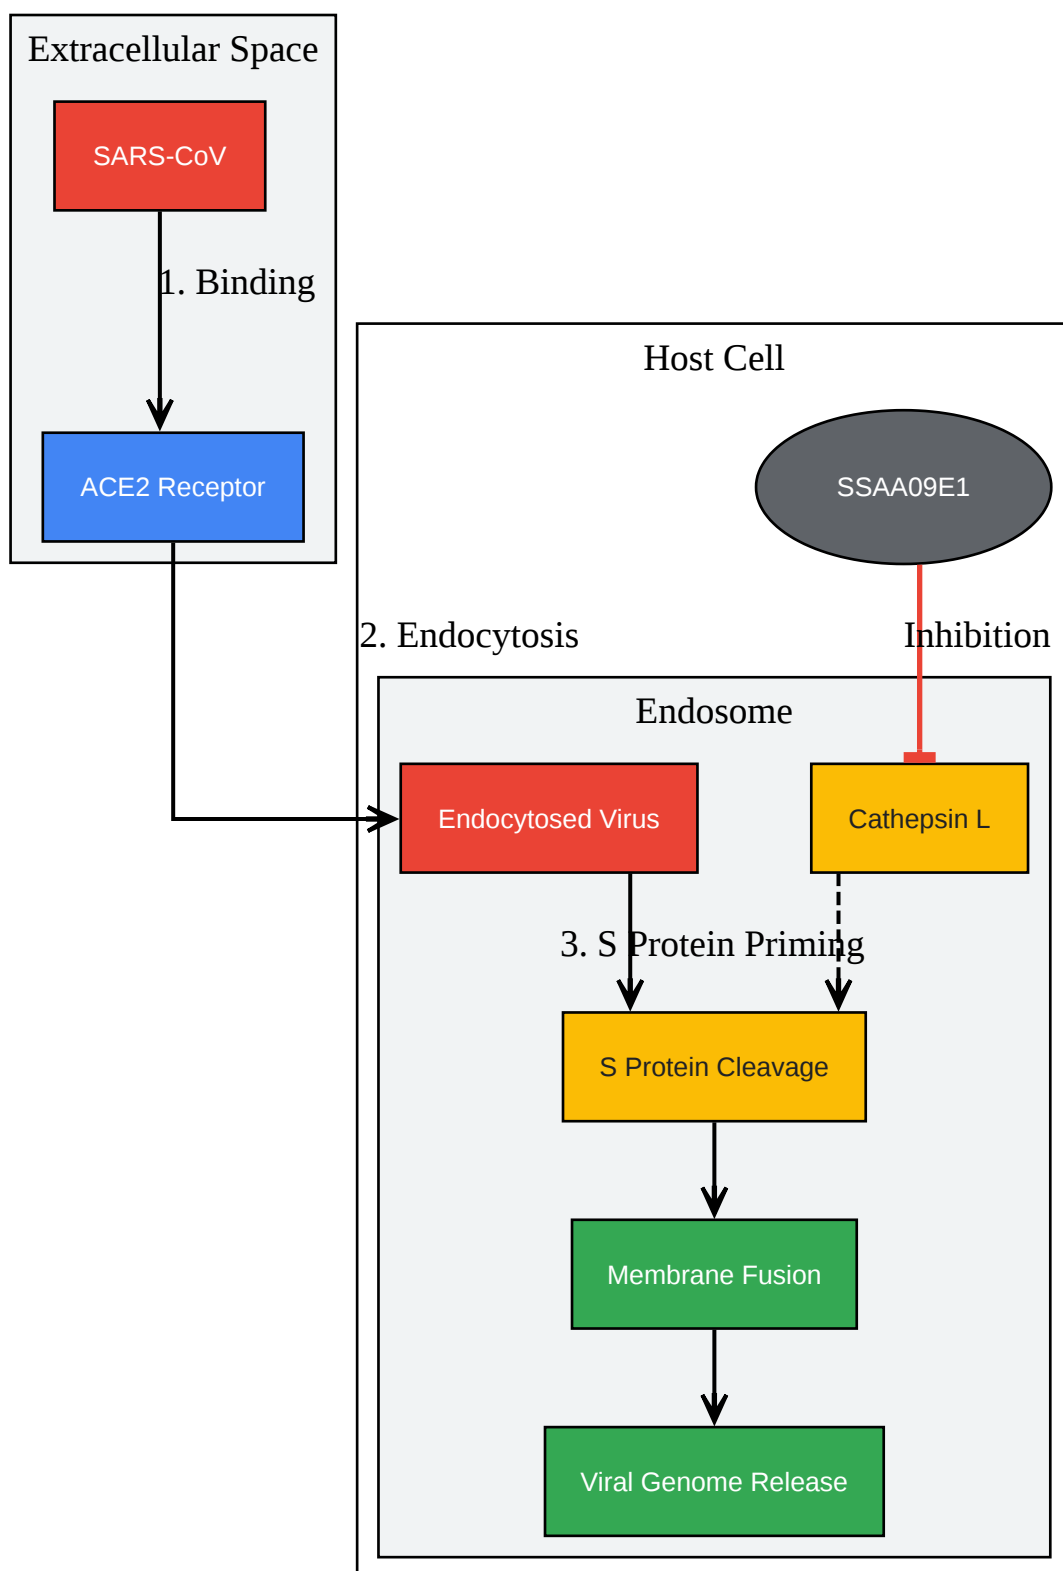 Extracellular Space
SARS-CoV
1. Binding
Host Cell
ACE2 Receptor
SSAA09E1
2. Endocytosis
Inhibition
Endosome
Endocytosed Virus
Cathepsin L
3. S Protein Priming
S Protein Cleavage
Membrane Fusion
Viral Genome Release